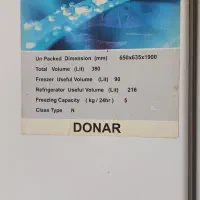 Un Packed Dimension (mm) 650x635x1900
Total Volume (Lit) 390
Freezer Useful Volume (Lit) 90
Refrigerator Useful Volume (Lit) 216
Freezing Capacity ( kg / 24hr ) 5
Class Type N
DONAR